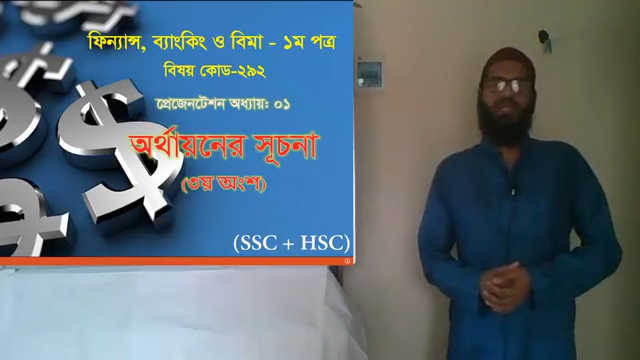 ফিন্যান্স, ব্যাংকিং ও বিমা - ১ম পত্র
বিষয় কোড-২৯২
প্রেজেনটেশন অধ্যায়: ০১
অর্থায়নের সূচনা
(৩য় অংশ)
(SSC + HSC)